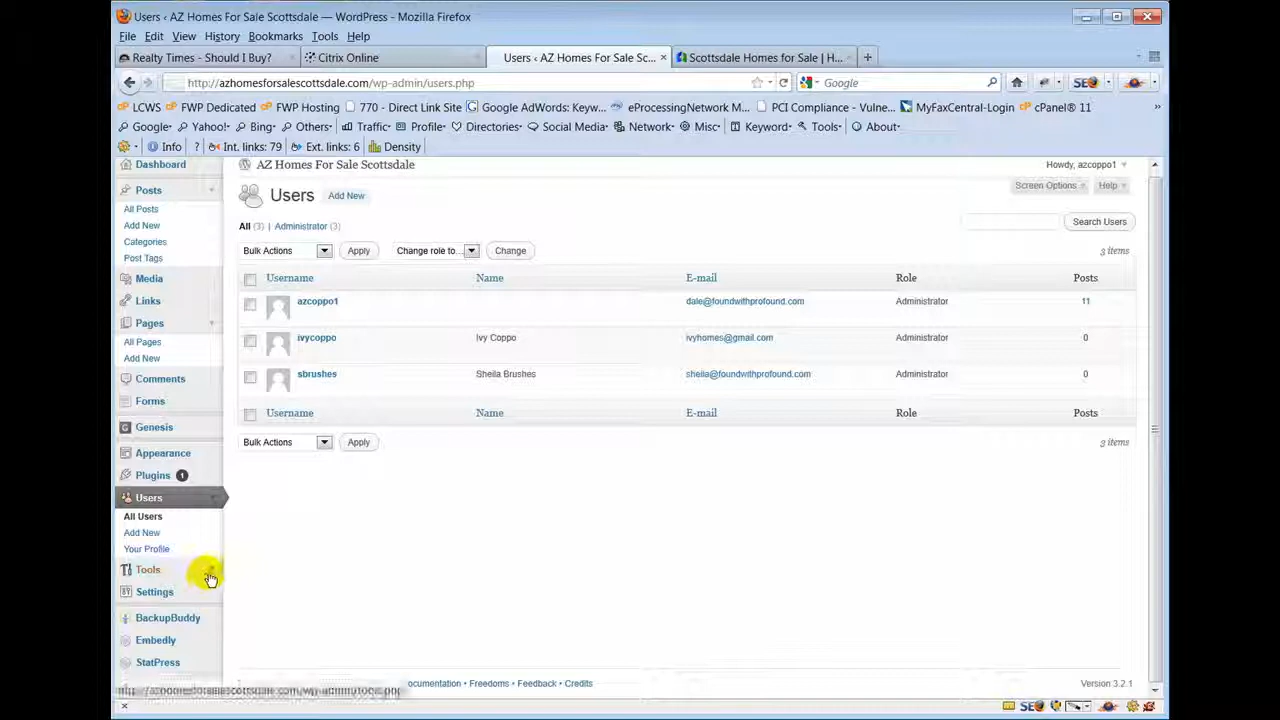 Users ‹ AZ Homes For Sale Scottsdale — WordPress - Mozilla Firefox
File Edit View History Bookmarks Tools Help
Realty Times - Should I Buy? Citrix Online Users ‹ AZ Homes For Sale Sc... Scottsdale Homes for Sale | H...
http://azhomesforsalescottsdale.com/wp-admin/users.php Google SEO
LCWS FWP Dedicated FWP Hosting 770 - Direct Link Site Google AdWords: Keyw... eProcessingNetwork M... PCI Compliance - Vulne... MyFaxCentral-Login cPanel® 11 »
Google Yahoo! Bing Others Traffic Profile Directories Social Media Network Misc Keyword Tools About
Info ? Int. links: 79 Ext. links: 6 Density
Dashboard
Posts
All Posts
Add New
Categories
Post Tags
Media
Links
Pages
All Pages
Add New
Comments
Forms
Genesis
Appearance
Plugins 1
Users
All Users
Add New
Your Profile
Tools
Settings
BackupBuddy
Embedly
StatPress
AZ Homes For Sale Scottsdale Howdy, azcoppo1
Screen Options Help
Users Add New
All (3) | Administrator (3) Search Users
Bulk Actions Apply Change role to... Change 3 items
Username Name E-mail Role Posts
azcoppo1 dale@foundwithprofound.com Administrator 11
ivycoppo Ivy Coppo ivyhomes@gmail.com Administrator 0
sbrushes Sheila Brushes sheila@foundwithprofound.com Administrator 0
Username Name E-mail Role Posts
Bulk Actions Apply 3 items
ocumentation • Freedoms • Feedback • Credits Version 3.2.1
http://azhomesforsalescottsdale.com/wp-admin/tools.php
SEO